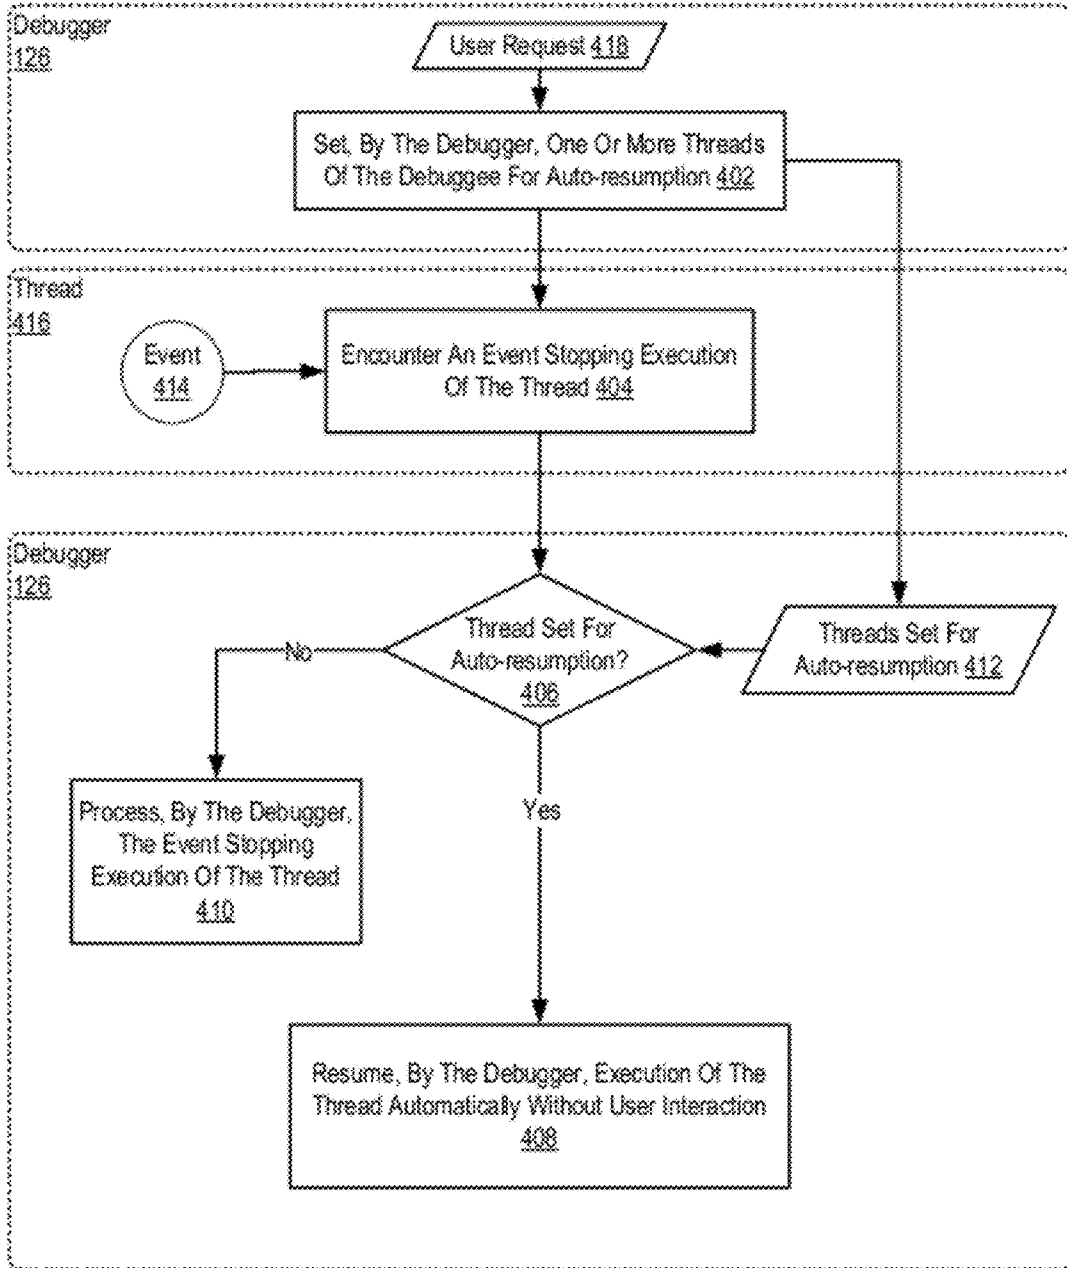 Debugger
126
User Request 418
Set, By The Debugger, One Or More Threads
Of The Debuggee For Auto-resumption 402
Thread
416
Event
414
Encounter An Event Stopping Execution
Of The Thread 404
Debugger
126
Thread Set For
Auto-resumption?
406
Threads Set For
Auto-resumption 412
No
Yes
Process, By The Debugger,
The Event Stopping
Execution Of The Thread
410
Resume, By The Debugger, Execution Of The
Thread Automatically Without User Interaction
408